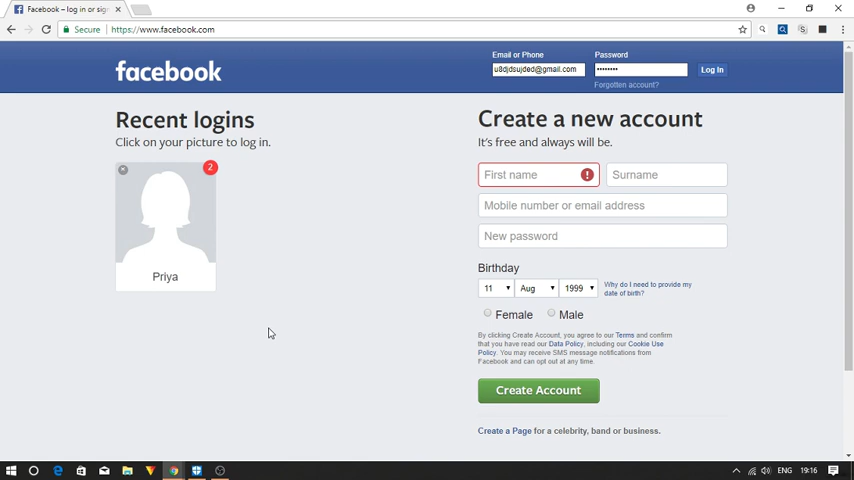 Facebook – log in or sig
Secure
https://www.facebook.com
facebook
Email or Phone
Password
u8djdsujded@gmail.com
••••••••
Log In
Forgotten account?
Recent logins
Click on your picture to log in.
2
Priya
Create a new account
It's free and always will be.
First name
Surname
Mobile number or email address
New password
Birthday
11
Aug
1999
Why do I need to provide my
date of birth?
Female
Male
By clicking Create Account, you agree to our Terms and confirm
that you have read our Data Policy, including our Cookie Use
Policy. You may receive SMS message notifications from
Facebook and can opt out at any time.
Create Account
Create a Page for a celebrity, band or business.
ENG
19:16